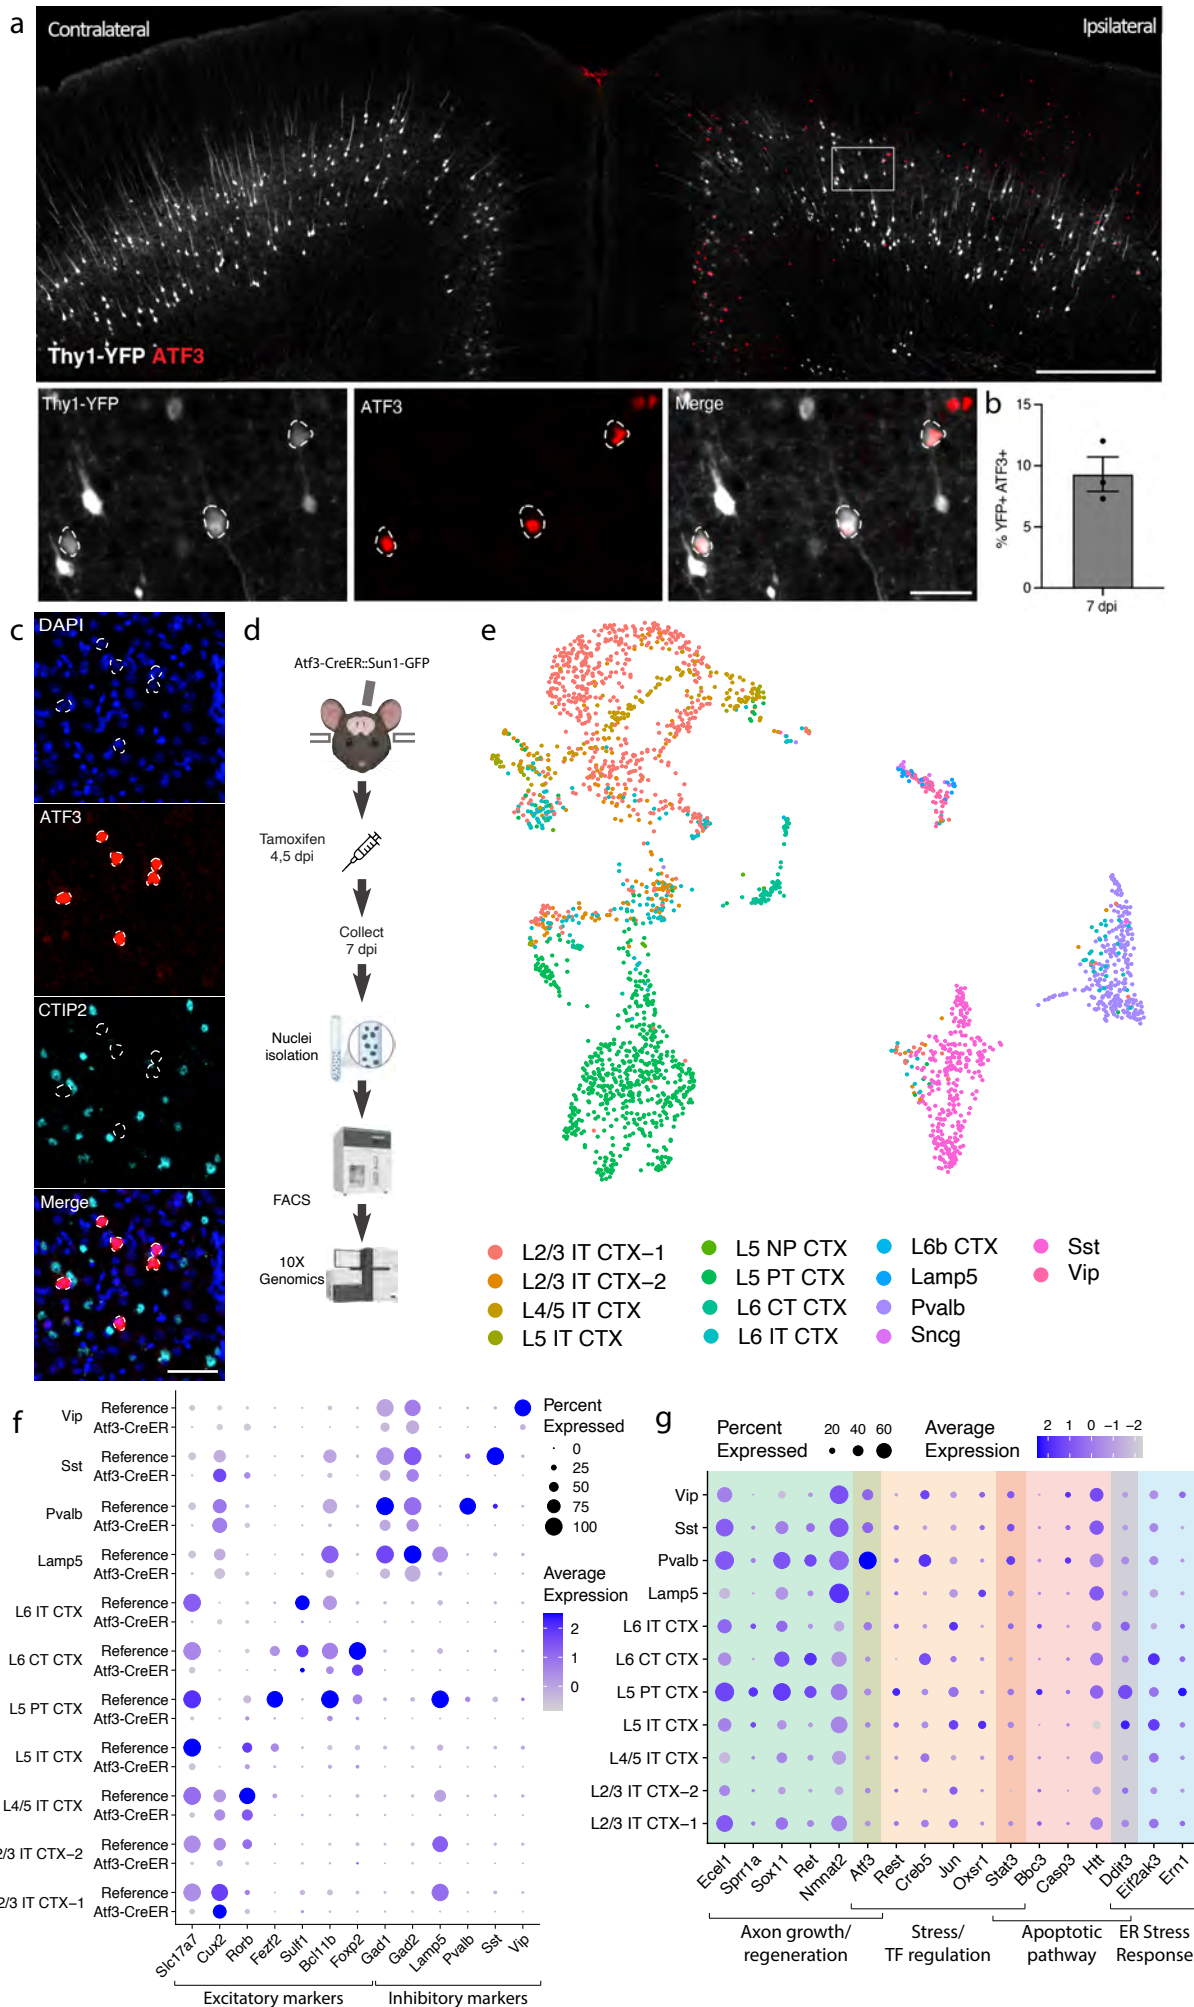 a
Contralateral
Ipsilateral
Thy1-YFP ATF3
Thy1-YFP
ATF3
Merge
b
15
10
5
0
% YFP+ ATF3+
7 dpi
c
DAPI
ATF3
CTIP2
Merge
d
Atf3-CreER::Sun1-GFP
Tamoxifen
4,5 dpi
Collect
7 dpi
Nuclei
isolation
FACS
10X
Genomics
e
L2/3 IT CTX−1
L2/3 IT CTX−2
L4/5 IT CTX
L5 IT CTX
L5 NP CTX
L5 PT CTX
L6 CT CTX
L6 IT CTX
L6b CTX
Lamp5
Pvalb
Sncg
Sst
Vip
f
Vip
Reference
Atf3-CreER
Sst
Reference
Atf3-CreER
Pvalb
Reference
Atf3-CreER
Lamp5
Reference
Atf3-CreER
L6 IT CTX
Reference
Atf3-CreER
L6 CT CTX
Reference
Atf3-CreER
L5 PT CTX
Reference
Atf3-CreER
L5 IT CTX
Reference
Atf3-CreER
L4/5 IT CTX
Reference
Atf3-CreER
2/3 IT CTX−2
Reference
Atf3-CreER
2/3 IT CTX−1
Reference
Atf3-CreER
Slc17a7
Cux2
Rorb
Fezf2
Sulf1
Bcl11b
Foxp2
Gad1
Gad2
Lamp5
Pvalb
Sst
Vip
Excitatory markers
Inhibitory markers
Percent
Expressed
0
25
50
75
100
Average
Expression
2
1
0
g
Percent
Expressed
20 40 60
Average
Expression
2 1 0 −1 −2
Vip
Sst
Pvalb
Lamp5
L6 IT CTX
L6 CT CTX
L5 PT CTX
L5 IT CTX
L4/5 IT CTX
L2/3 IT CTX−2
L2/3 IT CTX−1
Ecel1
Sprr1a
Sox11
Ret
Nmnat2
Atf3
Rest
Creb5
Jun
Oxsr1
Stat3
Bbc3
Casp3
Htt
Ddit3
Eif2ak3
Ern1
Axon growth/
regeneration
Stress/
TF regulation
Apoptotic
pathway
ER Stress
Response